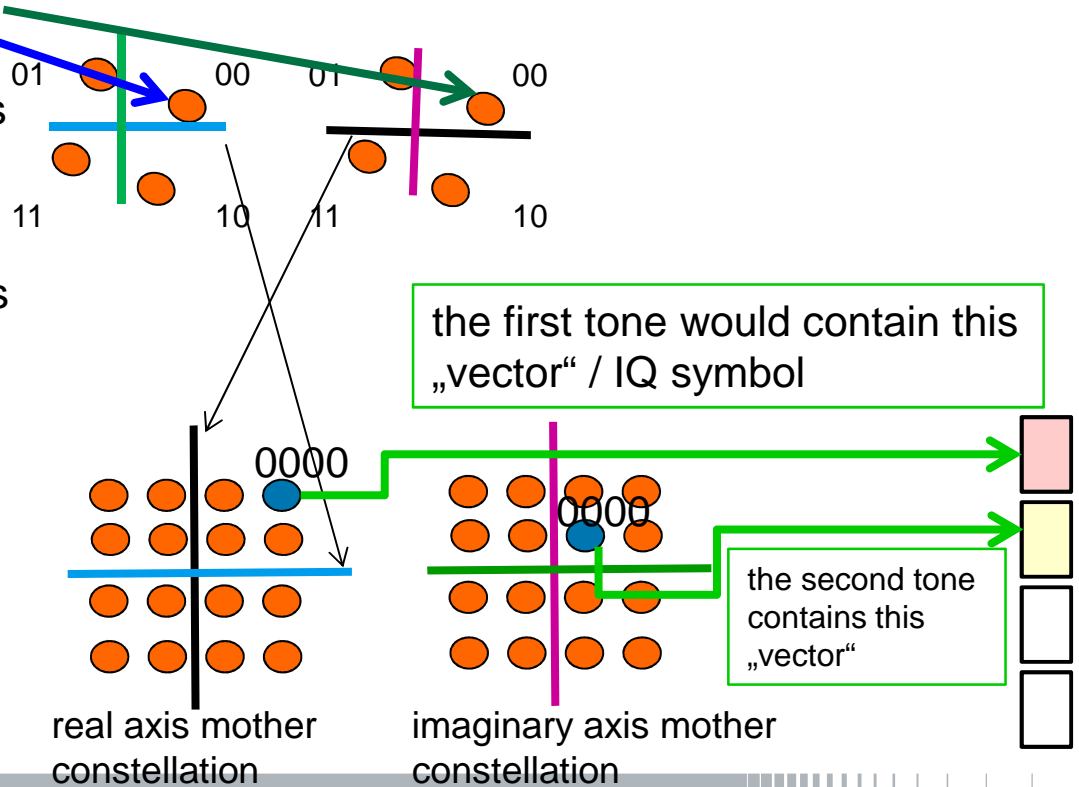 01 00 01 00
s
11 10 11 10
s
the first tone would contain this
„vector“ / IQ symbol
0000
0000
the second tone
contains this
„vector“
real axis mother
constellation
imaginary axis mother
constellation